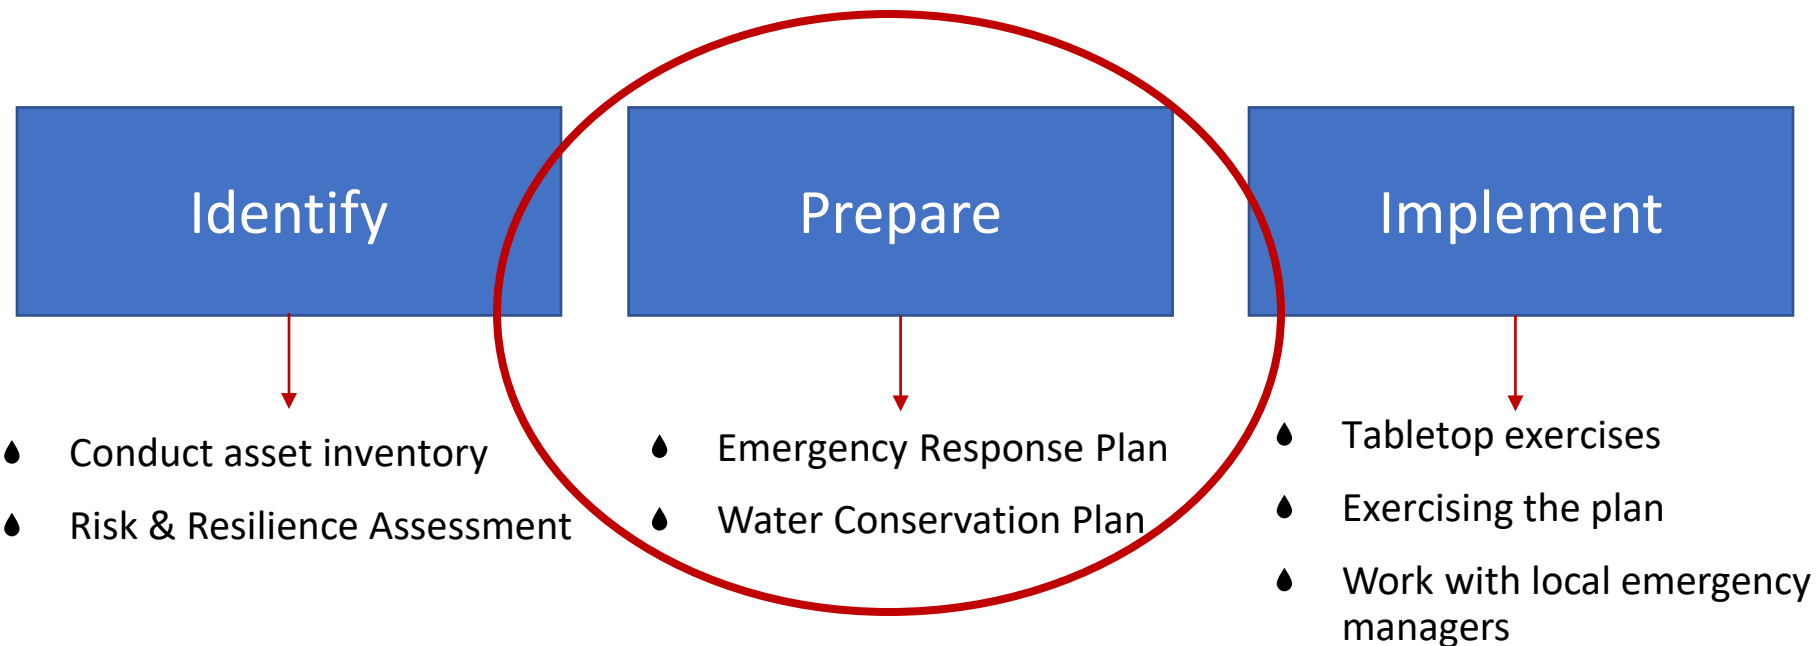 Identify
Prepare
Implement
Conduct asset inventory
Risk & Resilience Assessment
Emergency Response Plan
Water Conservation Plan
Tabletop exercises
Exercising the plan
Work with local emergency
managers